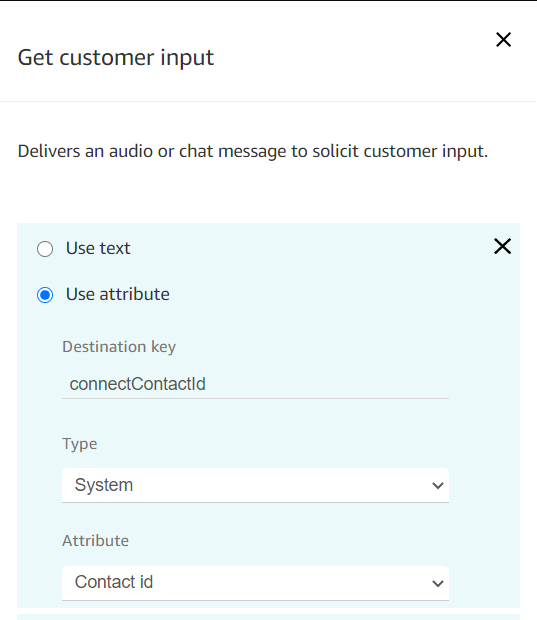 Get customer input
Delivers an audio or chat message to solicit customer input.
Use text
Use attribute
Destination key
connectContactId
Type
System
Attribute
Contact id